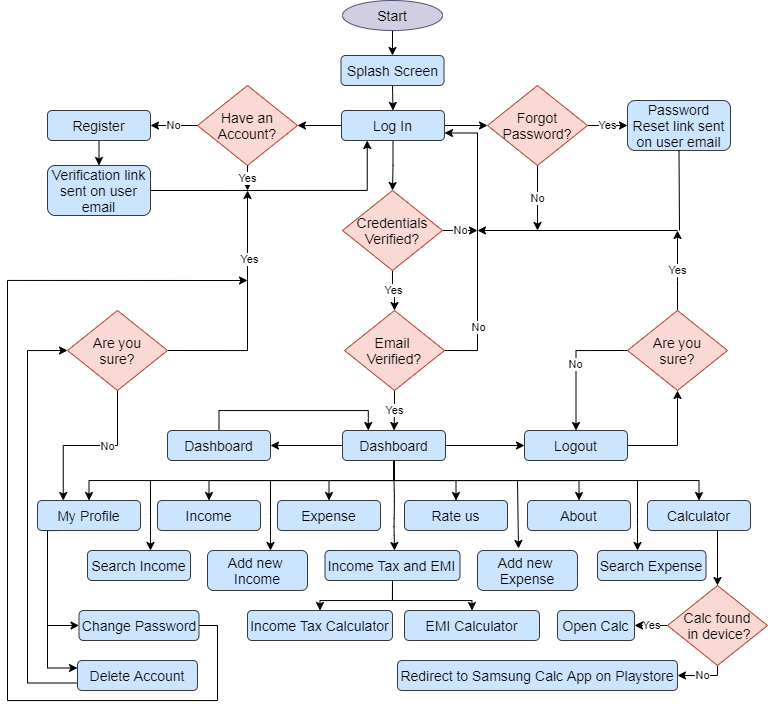 Start
Splash Screen
Have an
Account?
No
Register
Log In
Forgot
Password?
Yes
Password
Reset link sent
on user email
Verification link
sent on user
email
Yes
No
Credentials
Verified?
No
Yes
Yes
Yes
Are you
sure?
Email
Verified?
No
Are you
sure?
No
Yes
No
Dashboard
Dashboard
Logout
My Profile
Income
Expense
Rate us
About
Calculator
Search Income
Add new
Income
Income Tax and EMI
Add new
Expense
Search Expense
Change Password
Income Tax Calculator
EMI Calculator
Open Calc
Yes
Calc found
in device?
Delete Account
Redirect to Samsung Calc App on Playstore
No